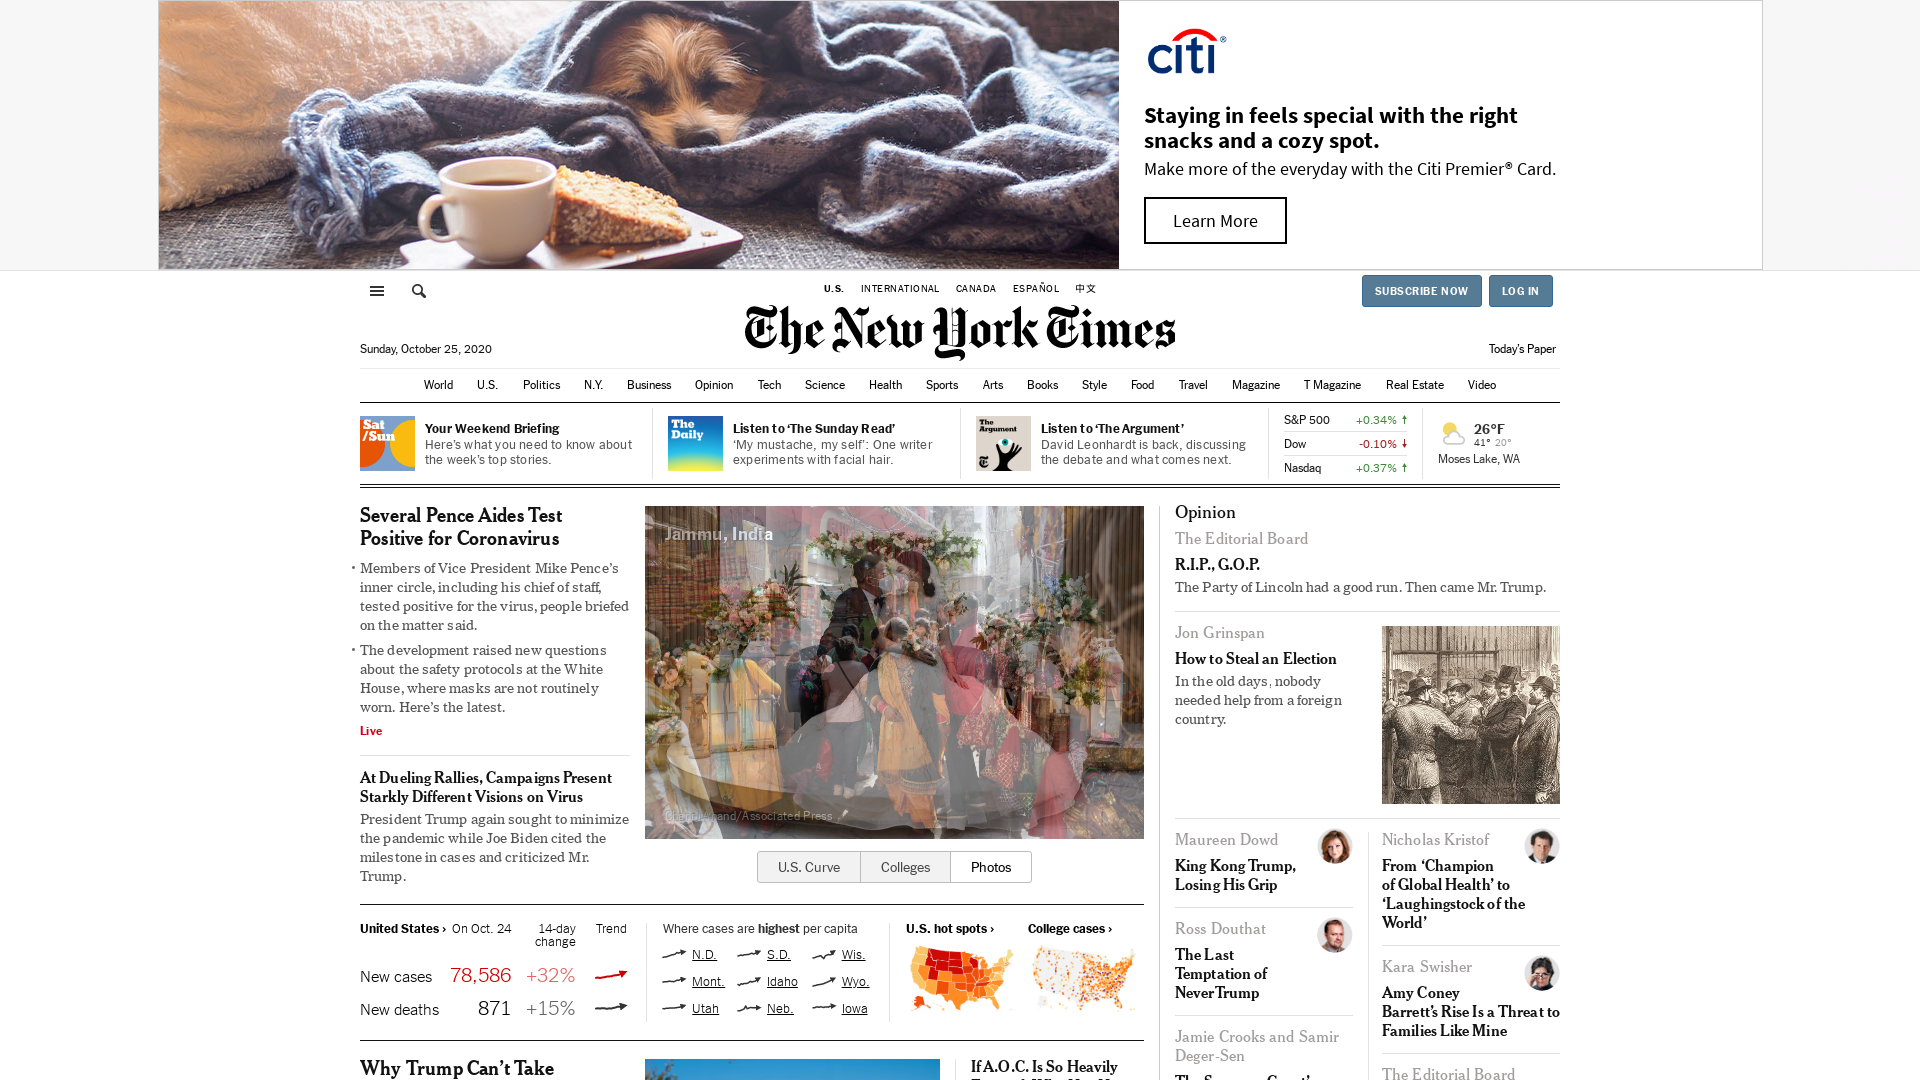 citi®
Staying in feels special with the right
snacks and a cozy spot.
Make more of the everyday with the Citi Premier® Card.
Learn More
U.S.
INTERNATIONAL
CANADA
ESPAÑOL
中文
SUBSCRIBE NOW
LOG IN
The New York Times
Sunday, October 25, 2020
Today's Paper
World U.S. Politics N.Y. Business Opinion Tech Science Health Sports Arts Books Style Food Travel Magazine T Magazine Real Estate Video
Sat
/Sun
Your Weekend Briefing
Here's what you need to know about
the week's top stories.
The
Daily
Listen to ‘The Sunday Read’
‘My mustache, my self’: One writer
experiments with facial hair.
The
Argument
Listen to ‘The Argument’
David Leonhardt is back, discussing
the debate and what comes next.
S&P 500 +0.34% ↑
Dow -0.10% ↓
Nasdaq +0.37% ↑
26°F
41° 20°
Moses Lake, WA
Several Pence Aides Test
Positive for Coronavirus
• Members of Vice President Mike Pence’s
inner circle, including his chief of staff,
tested positive for the virus, people briefed
on the matter said.
• The development raised new questions
about the safety protocols at the White
House, where masks are not routinely
worn. Here’s the latest.
Live
At Dueling Rallies, Campaigns Present
Starkly Different Visions on Virus
President Trump again sought to minimize
the pandemic while Joe Biden cited the
milestone in cases and criticized Mr.
Trump.
Jammu, India
Channi Anand/Associated Press
U.S. Curve
Colleges
Photos
United States › On Oct. 24 14-day Trend
change
New cases 78,586 +32%
New deaths 871 +15%
Where cases are highest per capita
N.D. S.D. Wis.
Mont. Idaho Wyo.
Utah Neb. Iowa
U.S. hot spots ›
College cases ›
Why Trump Can’t Take
If A.O.C. Is So Heavily
Opinion
The Editorial Board
R.I.P., G.O.P.
The Party of Lincoln had a good run. Then came Mr. Trump.
Jon Grinspan
How to Steal an Election
In the old days, nobody
needed help from a foreign
country.
Maureen Dowd
King Kong Trump,
Losing His Grip
Ross Douthat
The Last
Temptation of
NeverTrump
Jamie Crooks and Samir
Deger-Sen
Nicholas Kristof
From ‘Champion
of Global Health’ to
‘Laughingstock of the
World’
Kara Swisher
Amy Coney
Barrett’s Rise Is a Threat to
Families Like Mine
The Editorial Board